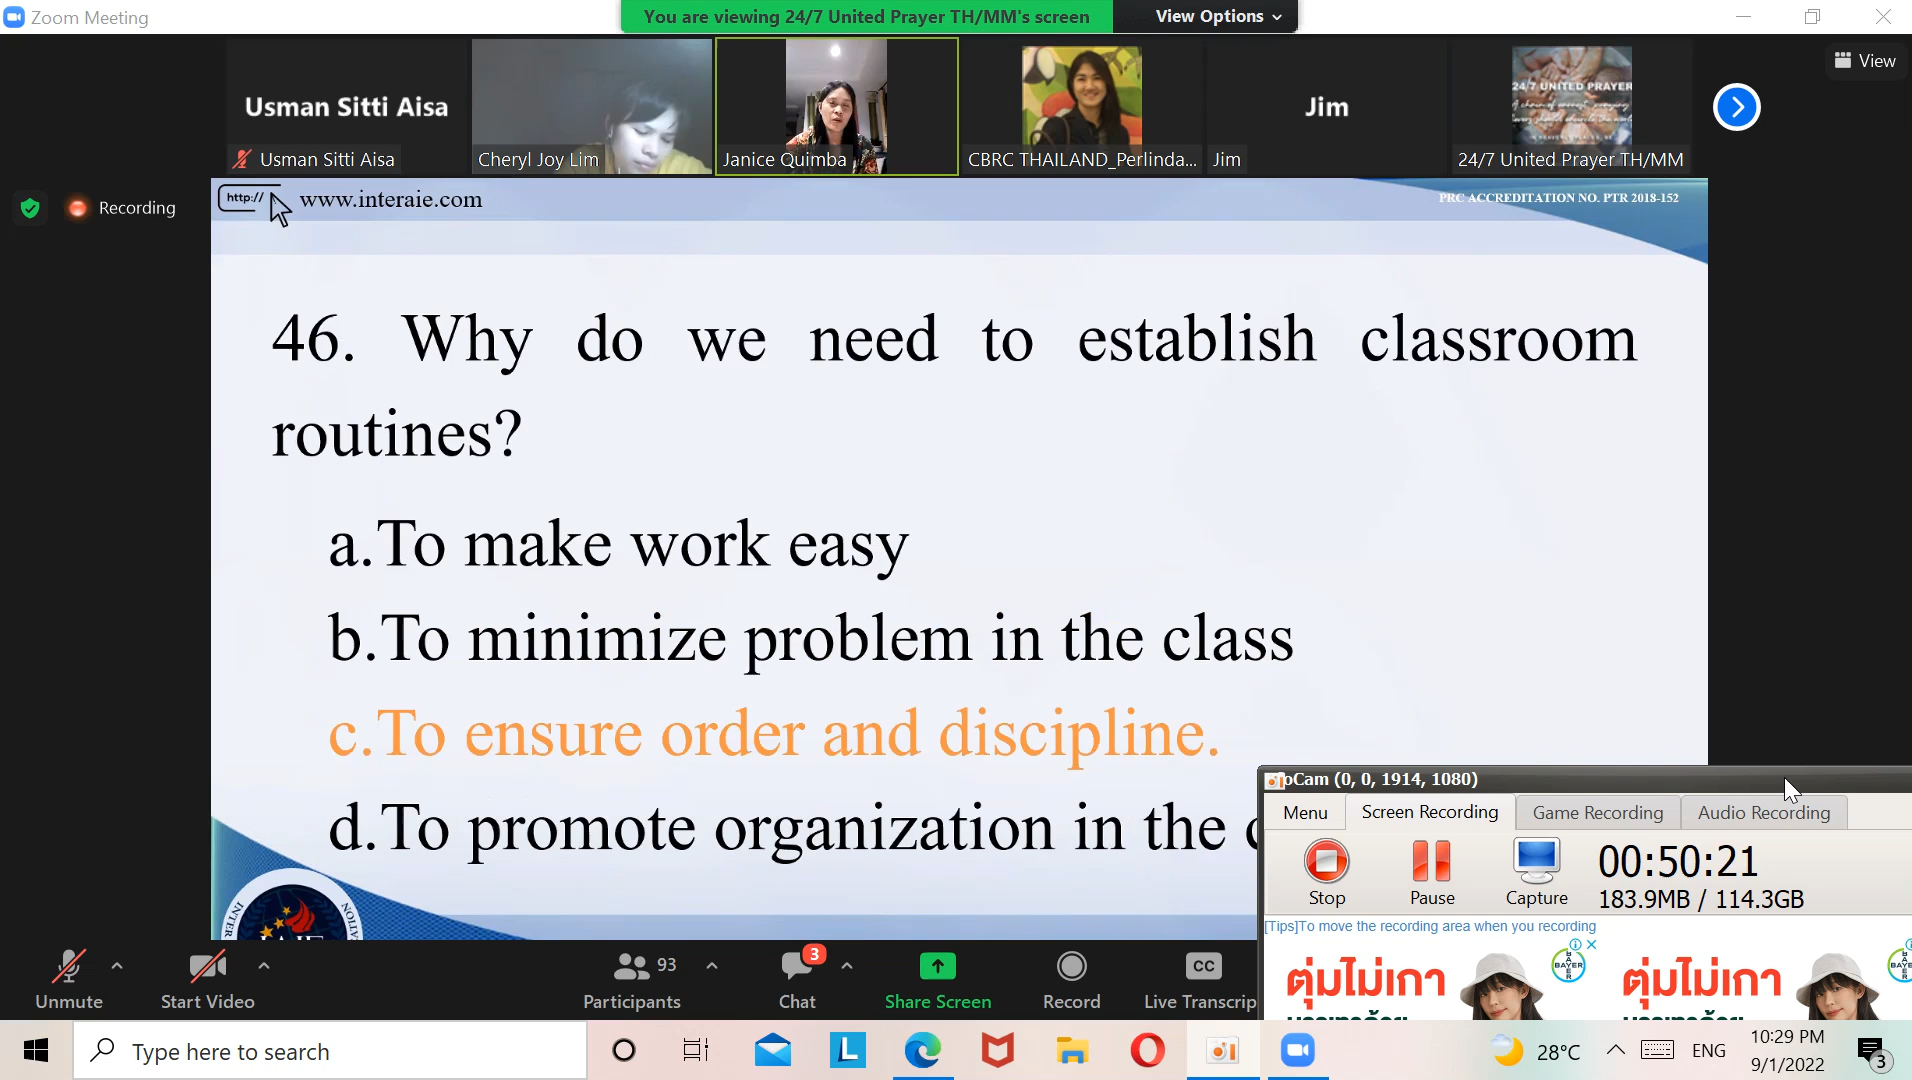 Zoom Meeting
You are viewing 24/7 United Prayer TH/MM's screen
View Options
View
Usman Sitti Aisa
Usman Sitti Aisa
Cheryl Joy Lim
Janice Quimba
CBRC THAILAND_Perlinda...
Jim
Jim
24/7 UNITED PRAYER
24/7 United Prayer TH/MM
Recording
http://
www.interaie.com
PRC ACCREDITATION NO. PTR 2018-152
46. Why do we need to establish classroom
routines?
a.To make work easy
b.To minimize problem in the class
c.To ensure order and discipline.
d.To promote organization in the
oCam (0, 0, 1914, 1080)
Menu
Screen Recording
Game Recording
Audio Recording
Stop
Pause
Capture
00:50:21
183.9MB / 114.3GB
[Tips]To move the recording area when you recording
ตุ่มไม่เกา
BAYER
ตุ่มไม่เกา
Unmute
Start Video
93
Participants
3
Chat
Share Screen
Record
CC
Live Transcrip
Type here to search
L
28°C
ENG
10:29 PM
9/1/2022
3